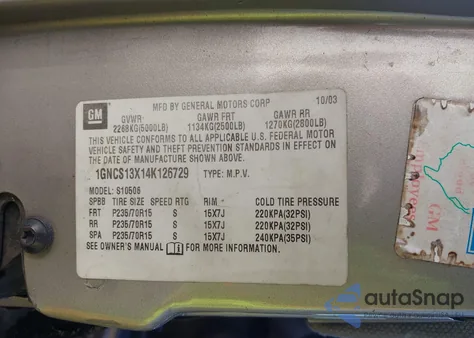 GM
MFD BY GENERAL MOTORS CORP 10/03
GVWR GAWR FRT GAWR RR
2268KG(5000LB) 1134KG(2500LB) 1270KG(2800LB)
THIS VEHICLE CONFORMS TO ALL APPLICABLE U.S. FEDERAL MOTOR
VEHICLE SAFETY AND THEFT PREVENTION STANDARDS IN EFFECT
ON THE DATE OF MANUFACTURE SHOWN ABOVE.
1GNCS13X14K126729 TYPE: M.P.V.
MODEL: S10506
SPBB TIRE SIZE SPEED RTG RIM COLD TIRE PRESSURE
FRT P235/70R15 S 15X7J 220KPA(32PSI)
RR P235/70R15 S 15X7J 220KPA(32PSI)
SPA P235/70R15 S 15X7J 240KPA(35PSI)
SEE OWNER'S MANUAL FOR MORE INFORMATION.
GM
autoSnap